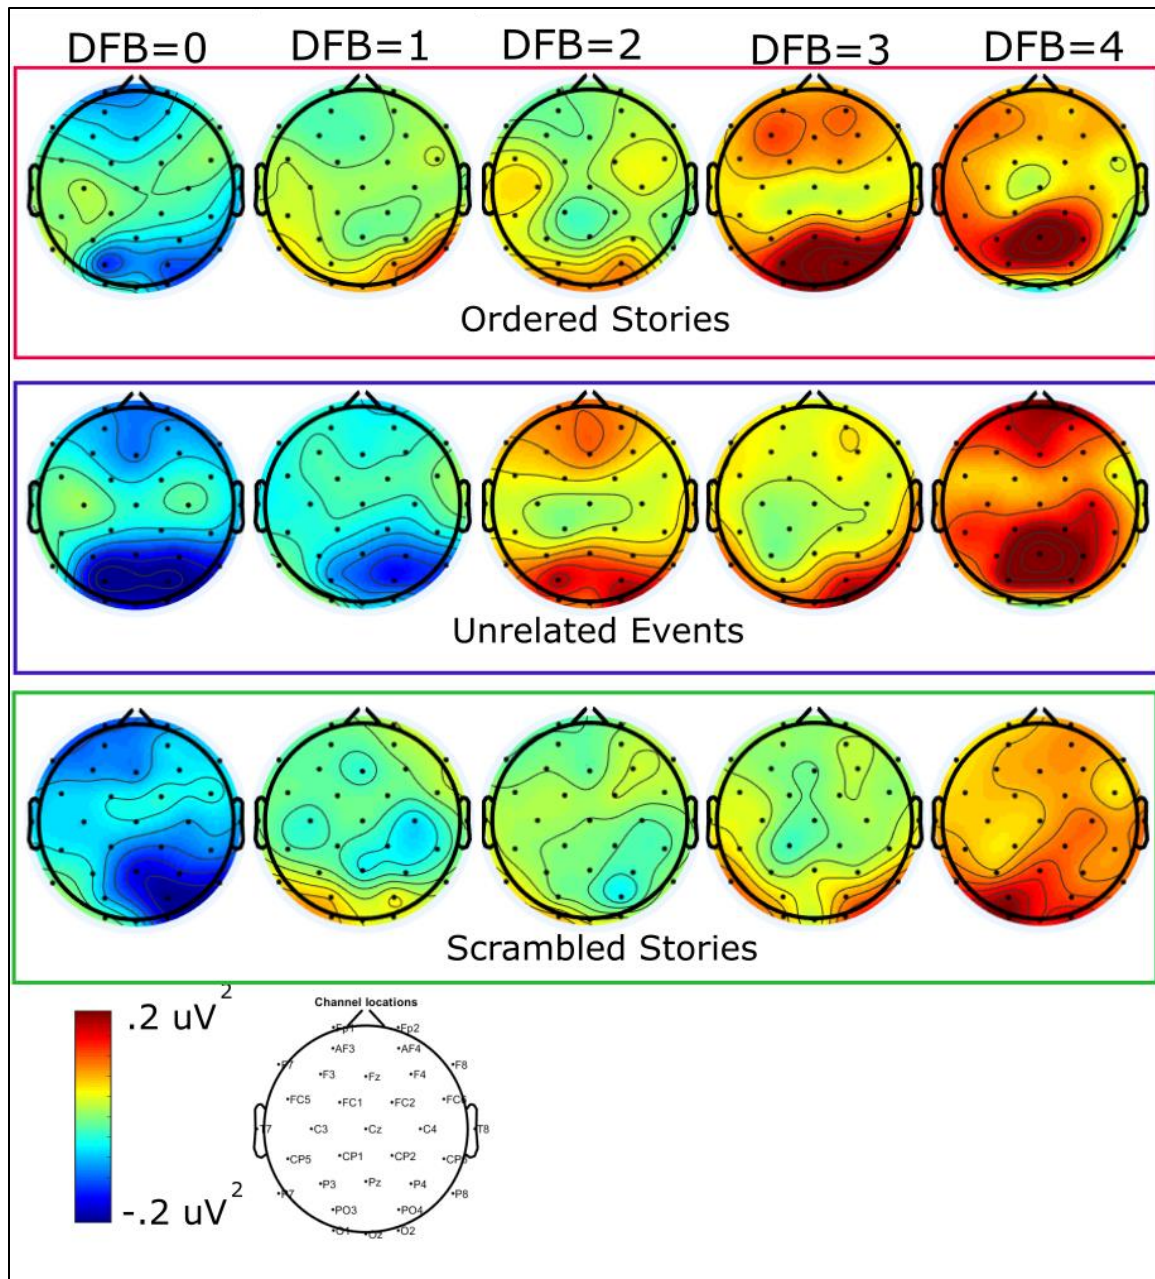 DFB=0 DFB=1 DFB=2 DFB=3 DFB=4
Ordered Stories
Unrelated Events
Scrambled Stories
.2 uV²
-.2 uV²
Channel locations
Fp1 Fp2
AF3 AF4
F7 F8
F3 Fz F4
FC5 FC1 FC2 FC6
T7 C3 Cz C4 T8
CP5 CP1 CP2 CP6
P7 P3 Pz P4 P8
PO3 PO4
O1 Oz O2